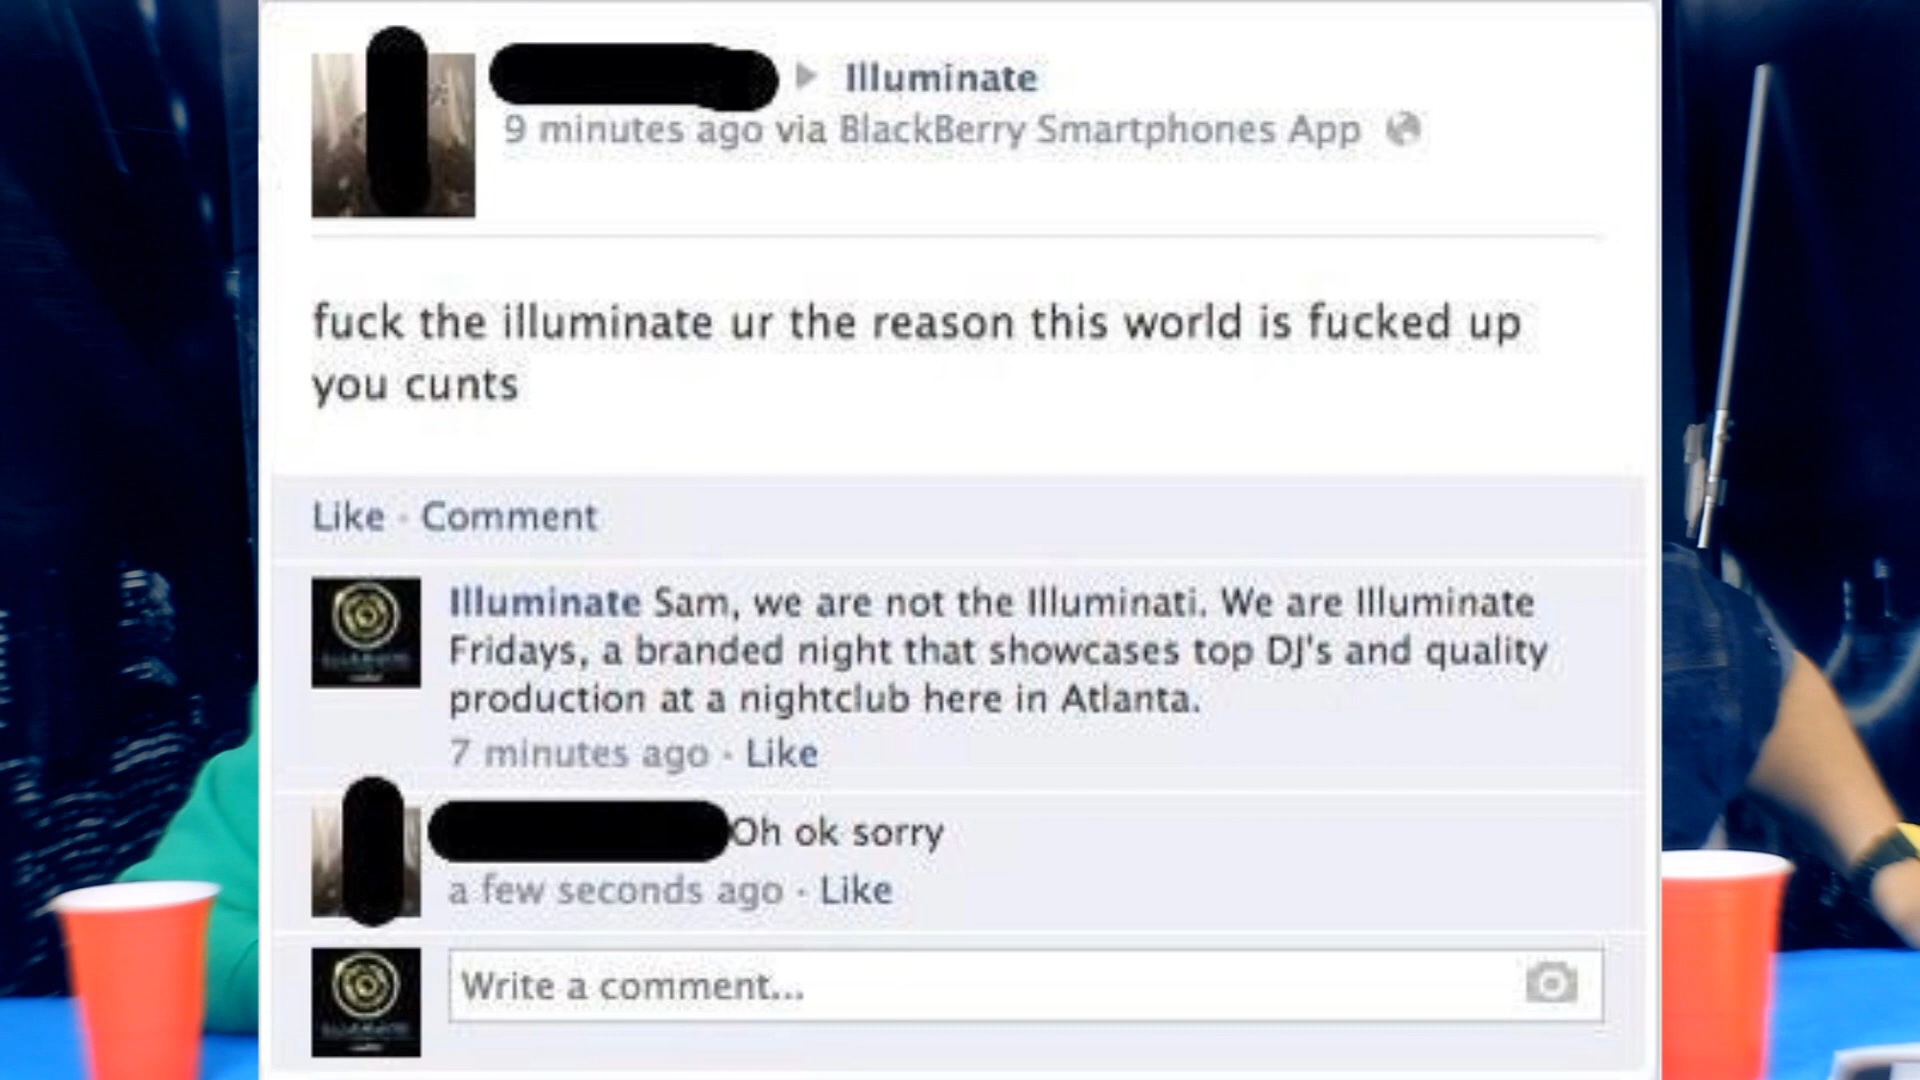 Illuminate
9 minutes ago via BlackBerry Smartphones App
fuck the illuminate ur the reason this world is fucked up
you cunts
Like · Comment
Illuminate Sam, we are not the Illuminati. We are Illuminate
Fridays, a branded night that showcases top DJ's and quality
production at a nightclub here in Atlanta.
7 minutes ago · Like
Oh ok sorry
a few seconds ago · Like
Write a comment...